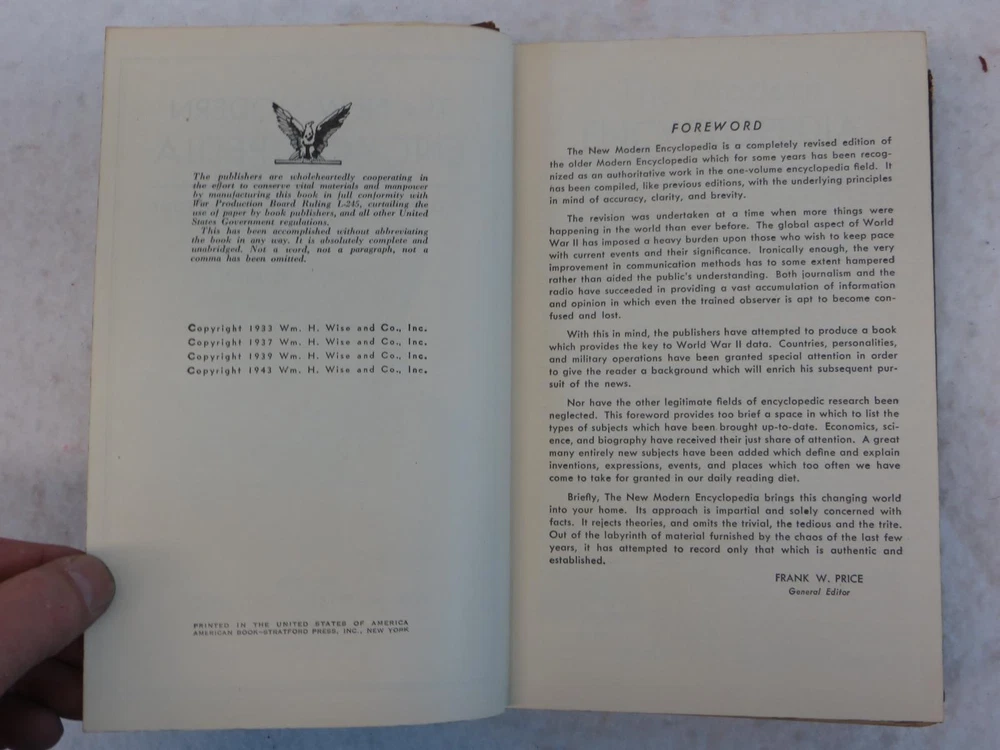 The publishers are wholeheartedly cooperating in
the effort to conserve vital materials and manpower
by manufacturing this book in full conformity with
War Production Board Ruling L-245, curtailing the
use of paper by book publishers, and all other United
States Government regulations.
This has been accomplished without abbreviating
the book in any way. It is absolutely complete and
unabridged. Not a word, not a paragraph, not a
comma has been omitted.
Copyright 1933 Wm. H. Wise and Co., Inc.
Copyright 1937 Wm. H. Wise and Co., Inc.
Copyright 1939 Wm. H. Wise and Co., Inc.
Copyright 1943 Wm. H. Wise and Co., Inc.
PRINTED IN THE UNITED STATES OF AMERICA
AMERICAN BOOK–STRATFORD PRESS, INC., NEW YORK
FOREWORD
The New Modern Encyclopedia is a completely revised edition of
the older Modern Encyclopedia which for some years has been recog-
nized as an authoritative work in the one-volume encyclopedia field. It
has been compiled, like previous editions, with the underlying principles
in mind of accuracy, clarity, and brevity.
The revision was undertaken at a time when more things were
happening in the world than ever before. The global aspect of World
War II has imposed a heavy burden upon those who wish to keep pace
with current events and their significance. Ironically enough, the very
improvement in communication methods has to some extent hampered
rather than aided the public's understanding. Both journalism and the
radio have succeeded in providing a vast accumulation of information
and opinion in which even the trained observer is apt to become con-
fused and lost.
With this in mind, the publishers have attempted to produce a book
which provides the key to World War II data. Countries, personalities,
and military operations have been granted special attention in order
to give the reader a background which will enrich his subsequent pur-
suit of the news.
Nor have the other legitimate fields of encyclopedic research been
neglected. This foreword provides too brief a space in which to list the
types of subjects which have been brought up-to-date. Economics, sci-
ence, and biography have received their just share of attention. A great
many entirely new subjects have been added which define and explain
inventions, expressions, events, and places which too often we have
come to take for granted in our daily reading diet.
Briefly, The New Modern Encyclopedia brings this changing world
into your home. Its approach is impartial and solely concerned with
facts. It rejects theories, and omits the trivial, the tedious and the trite.
Out of the labyrinth of material furnished by the chaos of the last few
years, it has attempted to record only that which is authentic and
established.
FRANK W. PRICE
General Editor